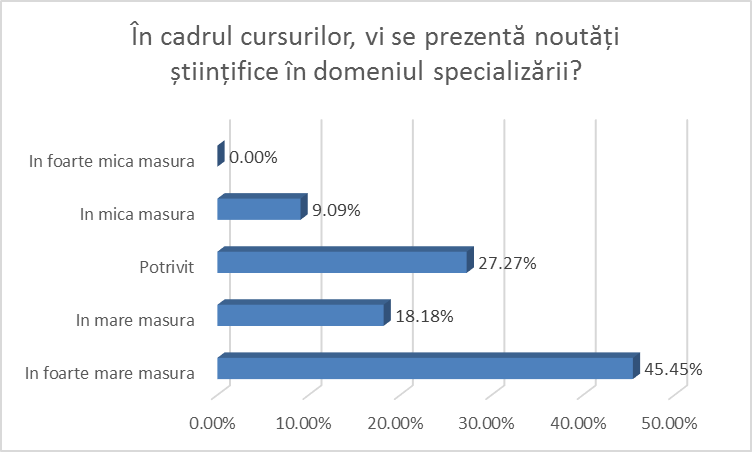 În cadrul cursurilor, vi se prezentă noutăți
științifice în domeniul specializării?
In foarte mica masura 0.00%
In mica masura 9.09%
Potrivit 27.27%
In mare masura 18.18%
In foarte mare masura 45.45%
0.00% 10.00% 20.00% 30.00% 40.00% 50.00%